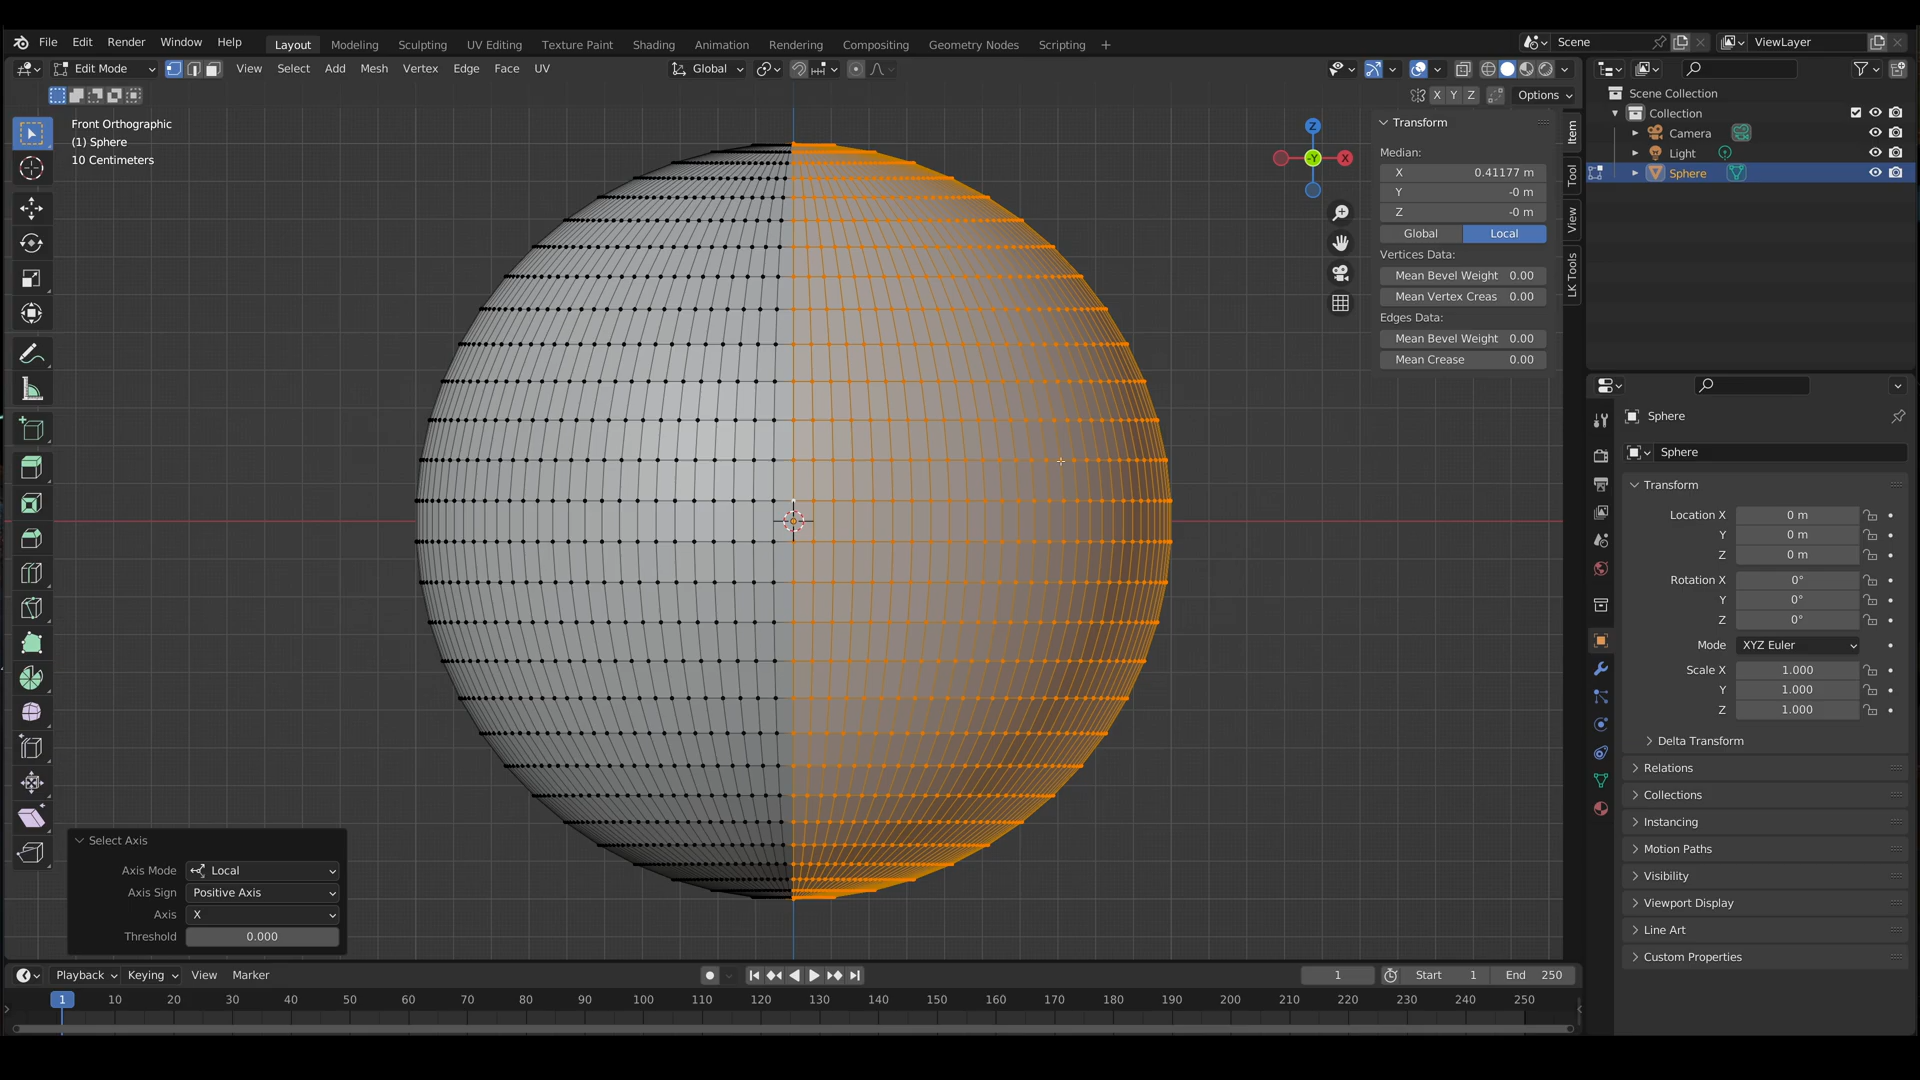 File Edit Render Window Help Layout Modeling Sculpting UV Editing Texture Paint Shading Animation Rendering Compositing Geometry Nodes Scripting + Scene ViewLayer
Edit Mode View Select Add Mesh Vertex Edge Face UV Global
X Y Z Options
Front Orthographic
(1) Sphere
10 Centimeters
Z
-Y X
Transform
Median:
X 0.41177 m
Y -0 m
Z -0 m
Global Local
Vertices Data:
Mean Bevel Weight 0.00
Mean Vertex Creas 0.00
Edges Data:
Mean Bevel Weight 0.00
Mean Crease 0.00
Item
Tool
View
LK Tools
Scene Collection
Collection
Camera
Light
Sphere
Sphere
Sphere
Transform
Location X 0 m
Y 0 m
Z 0 m
Rotation X 0°
Y 0°
Z 0°
Mode XYZ Euler
Scale X 1.000
Y 1.000
Z 1.000
Delta Transform
Relations
Collections
Instancing
Motion Paths
Visibility
Viewport Display
Line Art
Custom Properties
Select Axis
Axis Mode Local
Axis Sign Positive Axis
Axis X
Threshold 0.000
Playback Keying View Marker 1 Start 1 End 250
1 10 20 30 40 50 60 70 80 90 100 110 120 130 140 150 160 170 180 190 200 210 220 230 240 250